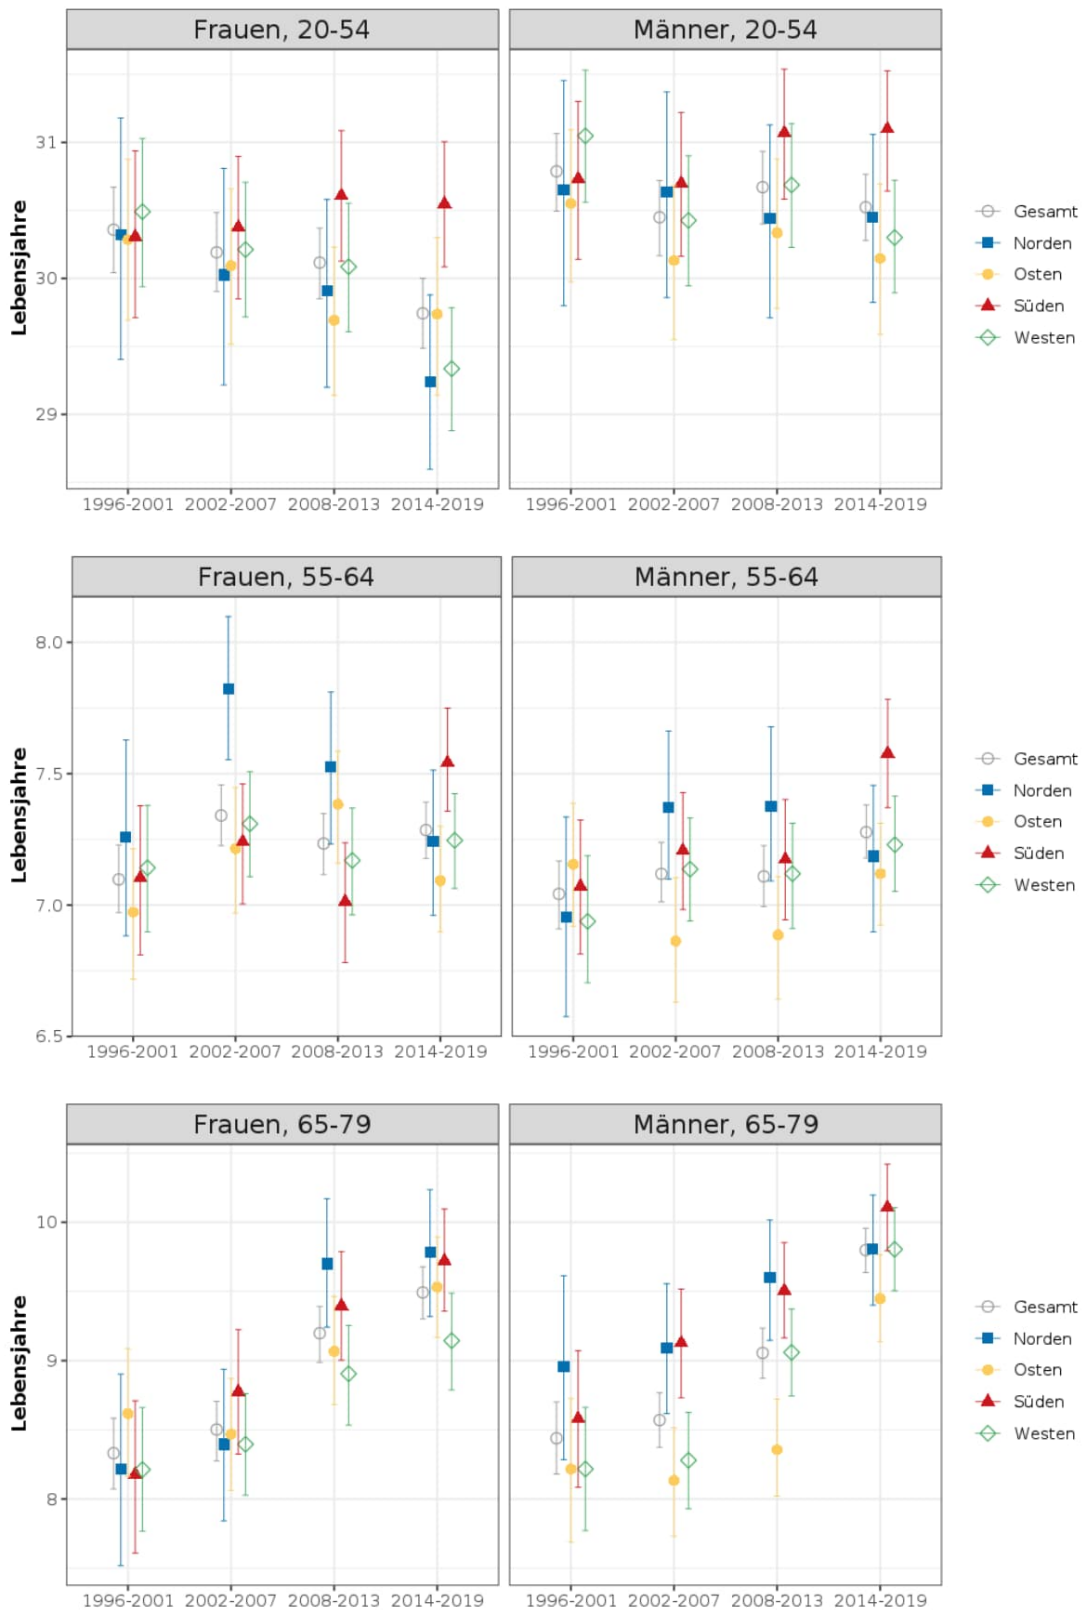 Frauen, 20-54 Männer, 20-54
31
30
29
Lebensjahre
1996-2001 2002-2007 2008-2013 2014-2019 1996-2001 2002-2007 2008-2013 2014-2019
Gesamt
Norden
Osten
Süden
Westen
Frauen, 55-64 Männer, 55-64
8.0
7.5
7.0
6.5
Lebensjahre
1996-2001 2002-2007 2008-2013 2014-2019 1996-2001 2002-2007 2008-2013 2014-2019
Gesamt
Norden
Osten
Süden
Westen
Frauen, 65-79 Männer, 65-79
10
9
8
Lebensjahre
1996-2001 2002-2007 2008-2013 2014-2019 1996-2001 2002-2007 2008-2013 2014-2019
Gesamt
Norden
Osten
Süden
Westen